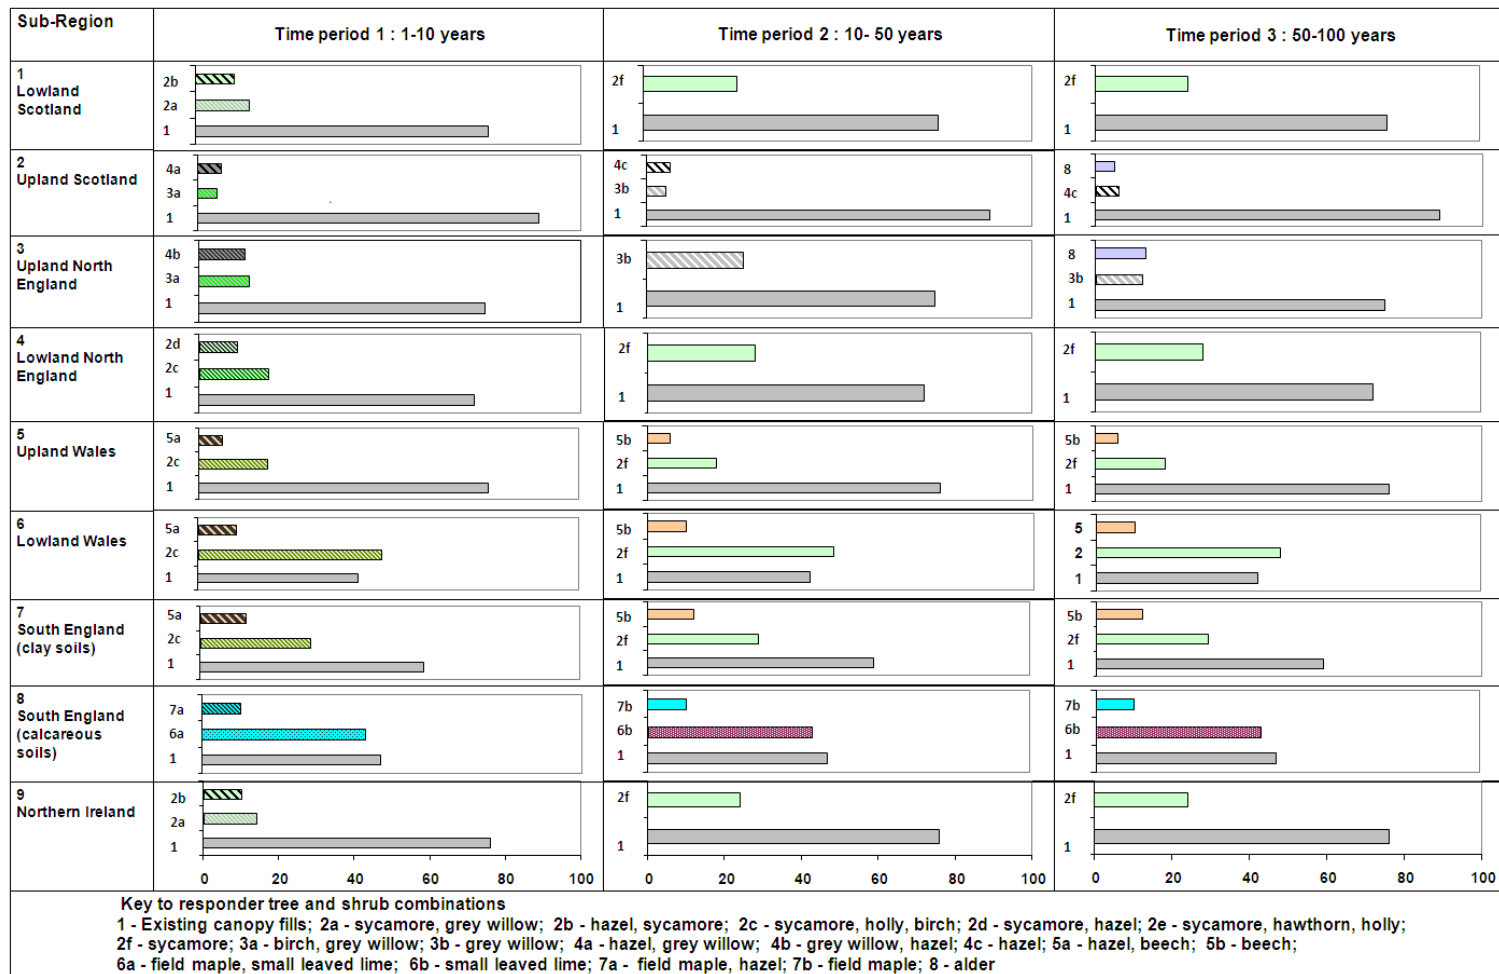 Sub-Region
Time period 1 : 1-10 years
Time period 2 : 10- 50 years
Time period 3 : 50-100 years
1
Lowland
Scotland
2b
2a
1
2f
1
2f
1
2
Upland Scotland
4a
3a
1
4c
3b
1
8
4c
1
3
Upland North
England
4b
3a
1
3b
1
8
3b
1
4
Lowland North
England
2d
2c
1
2f
1
2f
1
5
Upland Wales
5a
2c
1
5b
2f
1
5b
2f
1
6
Lowland Wales
5a
2c
1
5b
2f
1
5
2
1
7
South England
(clay soils)
5a
2c
1
5b
2f
1
5b
2f
1
8
South England
(calcareous
soils)
7a
6a
1
7b
6b
1
7b
6b
1
9
Northern Ireland
2b
2a
1
2f
1
2f
1
0 20 40 60 80 100
0 20 40 60 80 100
0 20 40 60 80 100
Key to responder tree and shrub combinations
1 - Existing canopy fills; 2a - sycamore, grey willow; 2b - hazel, sycamore; 2c - sycamore, holly, birch; 2d - sycamore, hazel; 2e - sycamore, hawthorn, holly;
2f - sycamore; 3a - birch, grey willow; 3b - grey willow; 4a - hazel, grey willow; 4b - grey willow, hazel; 4c - hazel; 5a - hazel, beech; 5b - beech;
6a - field maple, small leaved lime; 6b - small leaved lime; 7a - field maple, hazel; 7b - field maple; 8 - alder